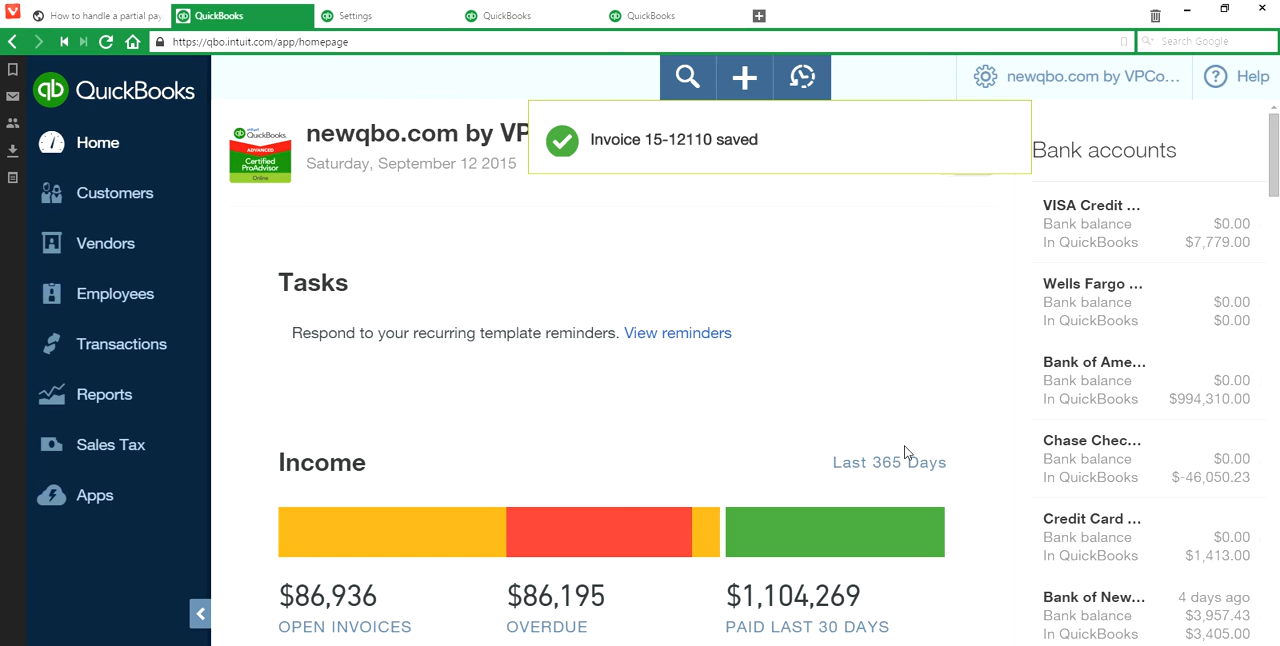 How to handle a partial pay
QuickBooks
Settings
QuickBooks
QuickBooks
https://qbo.intuit.com/app/homepage
Search Google
qb QuickBooks
newqbo.com by VPCo...
Help
Home
Customers
Vendors
Employees
Transactions
Reports
Sales Tax
Apps
intuit
QuickBooks.
ADVANCED
Certified
ProAdvisor
Online
newqbo.com by VP
Saturday, September 12 2015
Invoice 15-12110 saved
Tasks
Respond to your recurring template reminders. View reminders
Income
Last 365 Days
$86,936
OPEN INVOICES
$86,195
OVERDUE
$1,104,269
PAID LAST 30 DAYS
Bank accounts
VISA Credit ...
Bank balance $0.00
In QuickBooks $7,779.00
Wells Fargo ...
Bank balance $0.00
In QuickBooks $0.00
Bank of Ame...
Bank balance $0.00
In QuickBooks $994,310.00
Chase Chec...
Bank balance $0.00
In QuickBooks $-46,050.23
Credit Card ...
Bank balance $0.00
In QuickBooks $1,413.00
Bank of New... 4 days ago
Bank balance $3,957.43
In QuickBooks $3,405.00